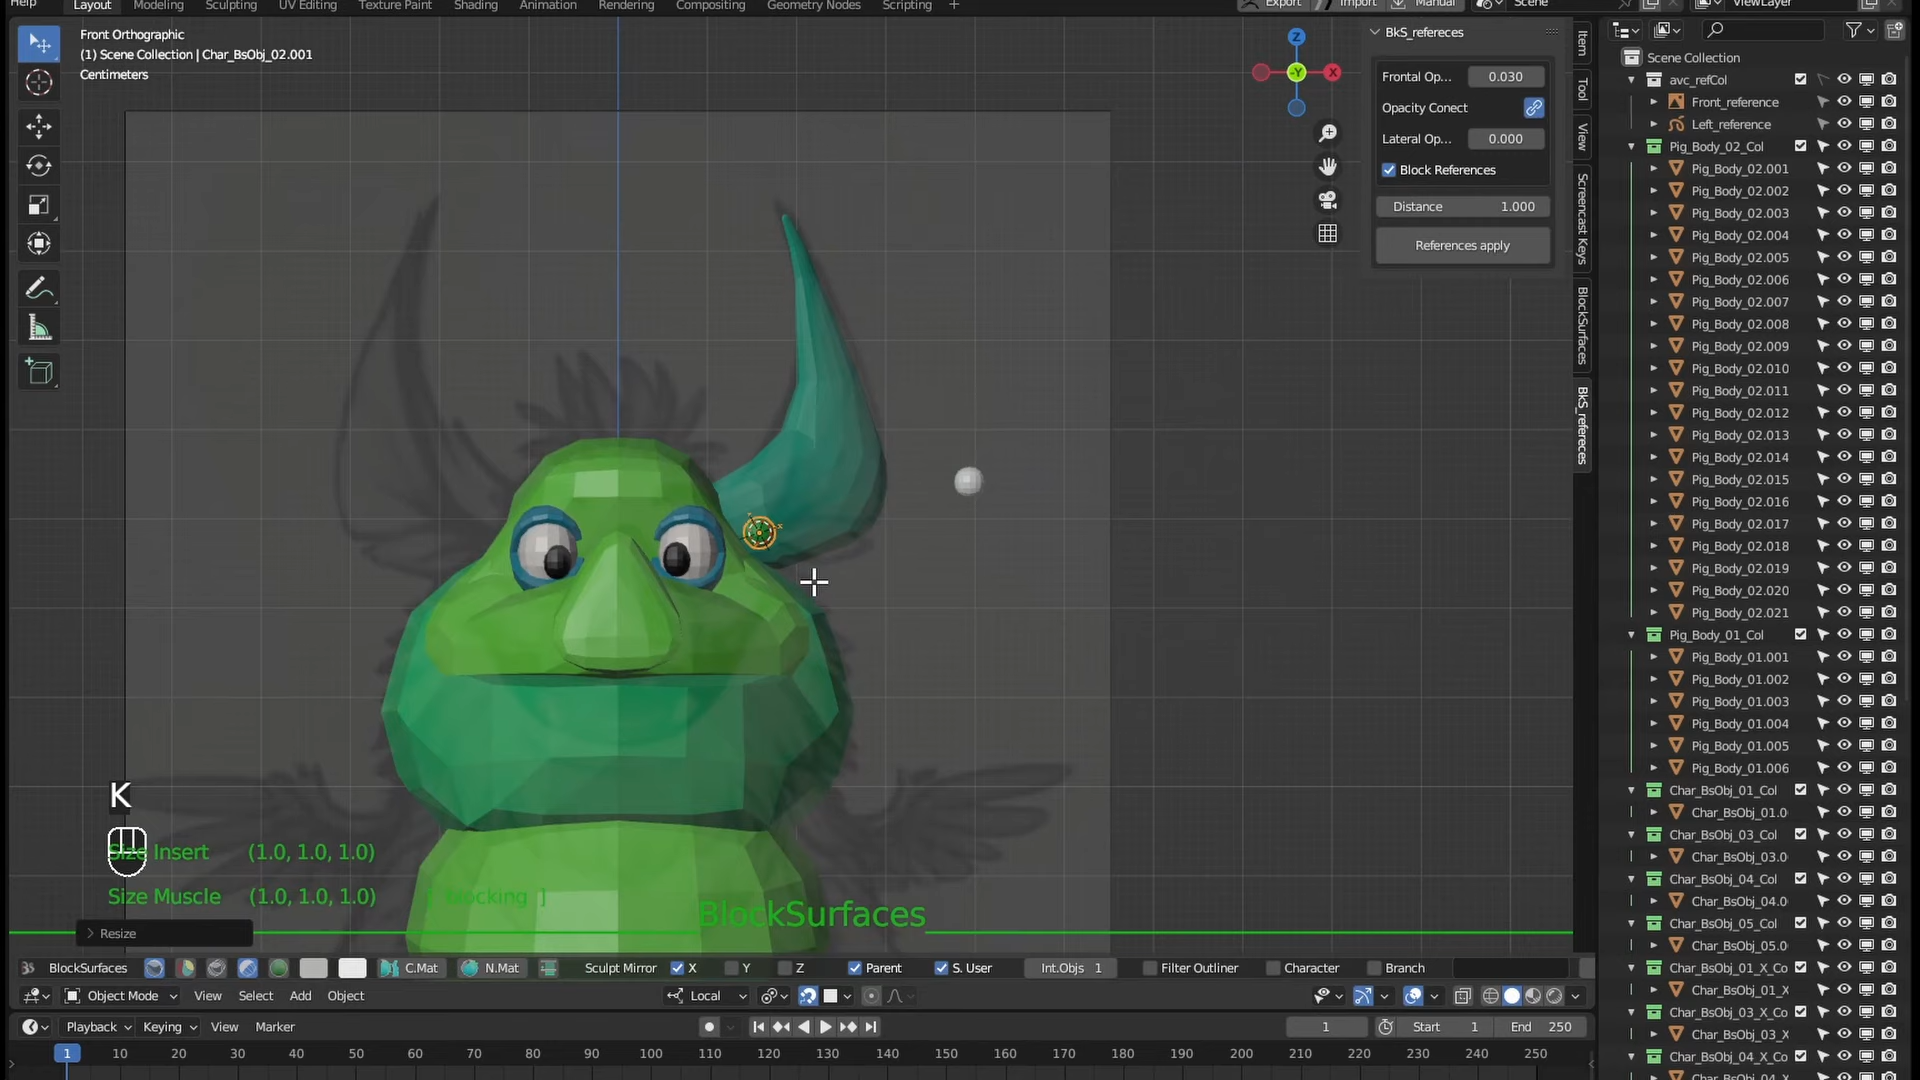 Help Layout Modeling Sculpting UV Editing Texture Paint Shading Animation Rendering Compositing Geometry Nodes Scripting + Export Import Manual Scene ViewLayer
Front Orthographic
(1) Scene Collection | Char_BsObj_02.001
Centimeters
Z
-Y
X
BkS_refereces
Frontal Op... 0.030
Opacity Conect
Lateral Op... 0.000
Block References
Distance 1.000
References apply
Item
Tool
View
Screencast Keys
BlockSurfaces
BkS_refereces
Scene Collection
avc_refCol
Front_reference
Left_reference
Pig_Body_02_Col
Pig_Body_02.001
Pig_Body_02.002
Pig_Body_02.003
Pig_Body_02.004
Pig_Body_02.005
Pig_Body_02.006
Pig_Body_02.007
Pig_Body_02.008
Pig_Body_02.009
Pig_Body_02.010
Pig_Body_02.011
Pig_Body_02.012
Pig_Body_02.013
Pig_Body_02.014
Pig_Body_02.015
Pig_Body_02.016
Pig_Body_02.017
Pig_Body_02.018
Pig_Body_02.019
Pig_Body_02.020
Pig_Body_02.021
Pig_Body_01_Col
Pig_Body_01.001
Pig_Body_01.002
Pig_Body_01.003
Pig_Body_01.004
Pig_Body_01.005
Pig_Body_01.006
Char_BsObj_01_Col
Char_BsObj_01.0
Char_BsObj_03_Col
Char_BsObj_03.0
Char_BsObj_04_Col
Char_BsObj_04.0
Char_BsObj_05_Col
Char_BsObj_05.0
Char_BsObj_01_X_Co
Char_BsObj_01_X
Char_BsObj_03_X_Co
Char_BsObj_03_X
Char_BsObj_04_X_Co
K
Size Insert (1.0, 1.0, 1.0)
Size Muscle (1.0, 1.0, 1.0) [ blocking ]
BlockSurfaces
Resize
BlockSurfaces C.Mat N.Mat Sculpt Mirror X Y Z Parent S. User Int.Objs 1 Filter Outliner Character Branch
Object Mode View Select Add Object Local
Playback Keying View Marker 1 Start 1 End 250
1 10 20 30 40 50 60 70 80 90 100 110 120 130 140 150 160 170 180 190 200 210 220 230 240 250